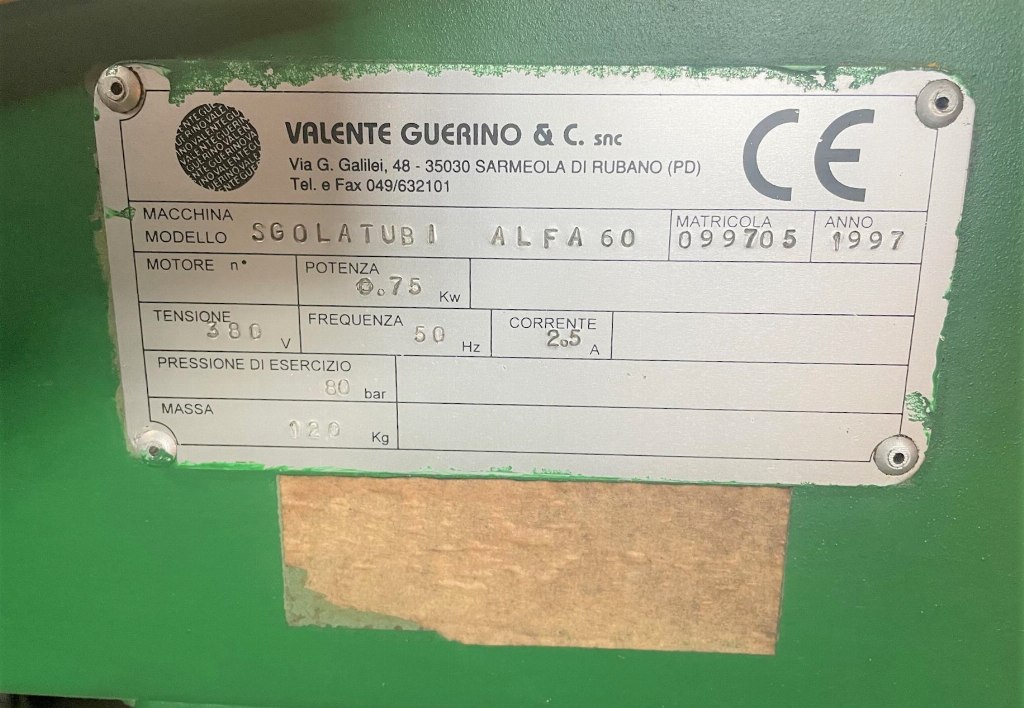 VALENTE GUERINO & C. snc
Via G. Galilei, 48 - 35030 SARMEOLA DI RUBANO (PD)
Tel. e Fax 049/632101
CE
MACCHINA
MODELLO SGOLATUBI ALFA60
MATRICOLA
099705
ANNO
1997
MOTORE n°
POTENZA
0.75 Kw
TENSIONE
380 V
FREQUENZA
50 Hz
CORRENTE
2.5 A
PRESSIONE DI ESERCIZIO
80 bar
MASSA
120 Kg